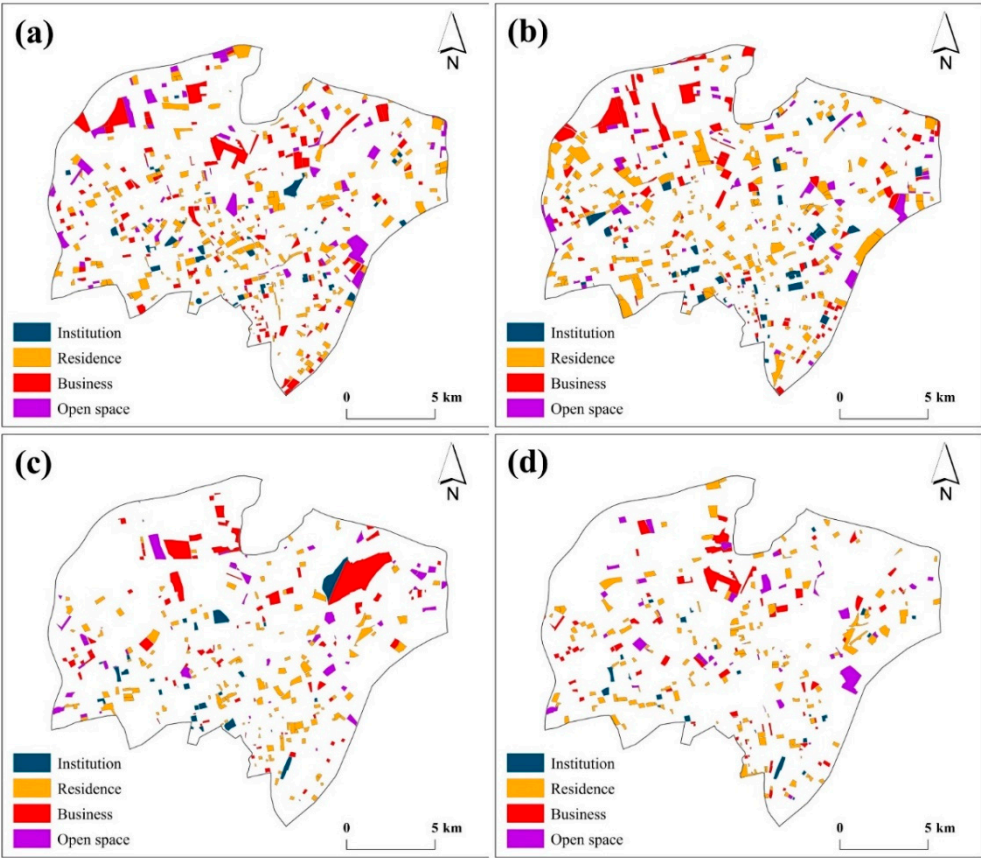 (a)
N
Institution
Residence
Business
Open space
0 5 km
(b)
N
Institution
Residence
Business
Open space
0 5 km
(c)
N
Institution
Residence
Business
Open space
0 5 km
(d)
N
Institution
Residence
Business
Open space
0 5 km